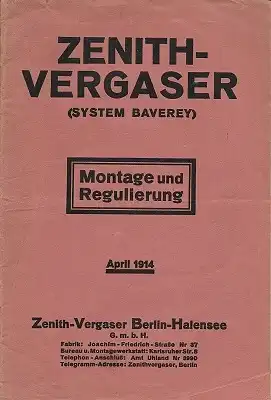 ZENITH-
VERGASER
(SYSTEM BAVEREY)
Montage und
Regulierung
April 1914
Zenith-Vergaser Berlin-Halensee
G. m. b. H.
Fabrik: Joachim-Friedrich-Straße Nr 37
Bureau u. Montagewerkstatt: Karlsruher Str. 8
Telephon-Anschluß: Amt Uhland Nr 5990
Telegramm-Adresse: Zenithvergaser, Berlin